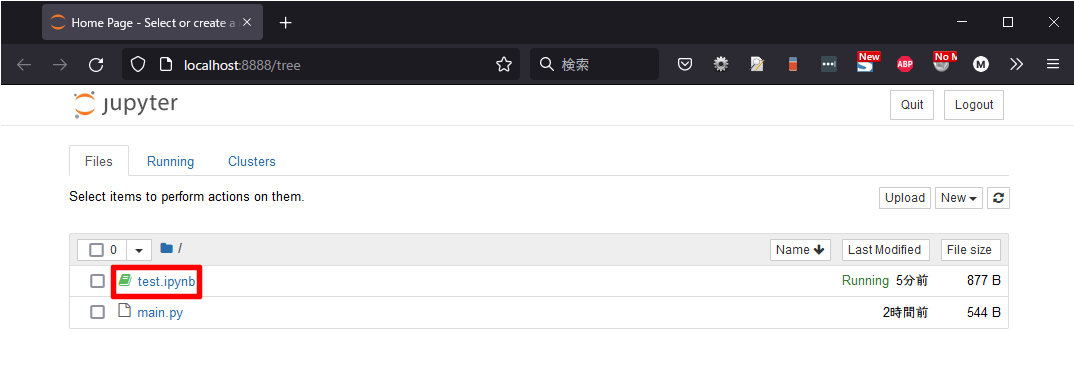 Home Page - Select or create a
localhost:8888/tree
検索
New
ABP
No M
M
jupyter
Quit
Logout
Files
Running
Clusters
Select items to perform actions on them.
Upload
New
0
/
Name
Last Modified
File size
test.ipynb
Running
5分前
877 B
main.py
2時間前
544 B